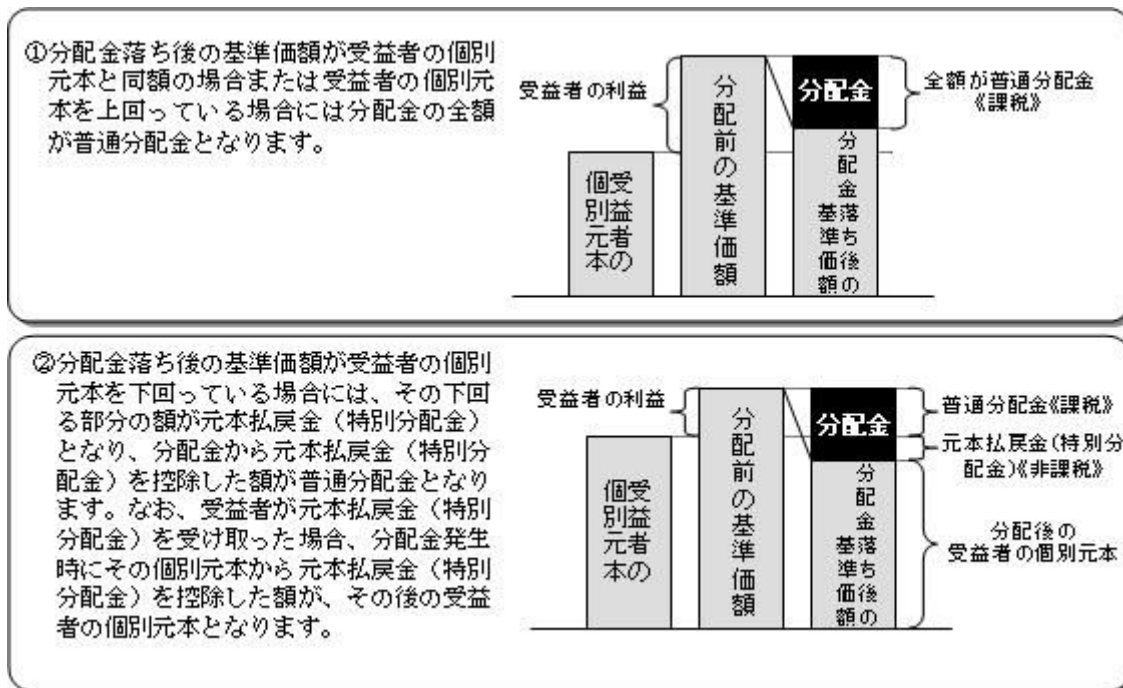 ①分配金落ち後の基準価額が受益者の個別
元本と同額の場合または受益者の個別元
本を上回っている場合には分配金の全額
が普通分配金となります。
受益者の利益
受益者の
個別元本
分配前の基準価額
分配金
分配金落ち後の
基準価額
全額が普通分配金
《課税》
②分配金落ち後の基準価額が受益者の個別
元本を下回っている場合には、その下回
る部分の額が元本払戻金（特別分配金）
となり、分配金から元本払戻金（特別分
配金）を控除した額が普通分配金となり
ます。なお、受益者が元本払戻金（特別
分配金）を受け取った場合、分配金発生
時にその個別元本から元本払戻金（特別
分配金）を控除した額が、その後の受益
者の個別元本となります。
受益者の利益
受益者の
個別元本
分配前の基準価額
分配金
分配金落ち後の
基準価額
普通分配金《課税》
元本払戻金(特別分
配金)《非課税》
分配後の
受益者の個別元本